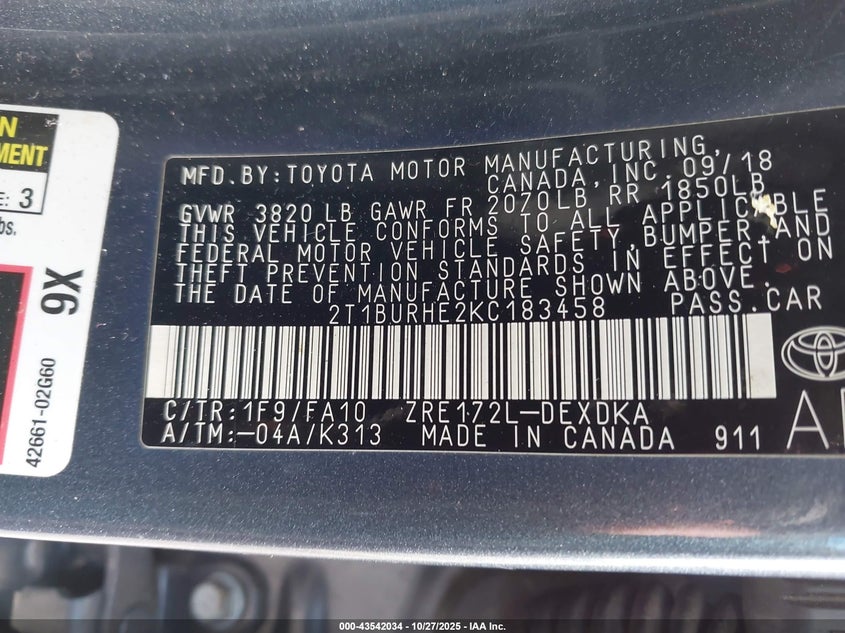 N
MENT
E: 3
bs.
9X
42661-02G60
MFD.BY:TOYOTA MOTOR MANUFACTURING,
CANADA, INC. 09/18
GVWR 3820 LB GAWR FR 2070LB RR 1850LB
THIS VEHICLE CONFORMS TO ALL APPLICABLE
FEDERAL MOTOR VEHICLE SAFETY,BUMPER AND
THEFT PREVENTION STANDARDS IN EFFECT ON
THE DATE OF MANUFACTURE SHOWN ABOVE.
2T1BURHE2KC183458 PASS.CAR
C/TR:1F9/FA10 ZRE172L-DEXDKA
A/TM:-04A/K313 MADE IN CANADA 911
000-43542034 | 10/27/2025 - IAA Inc.